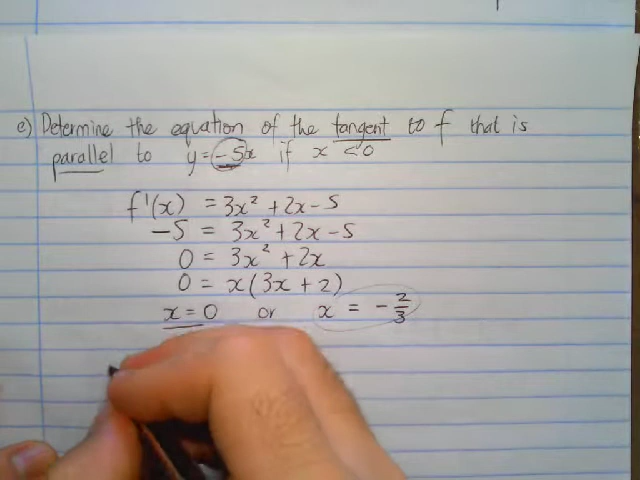 e) Determine the equation of the tangent to f that is
parallel to y = -5x if x < 0
f'(x) = 3x² + 2x - 5
-5 = 3x² + 2x - 5
0 = 3x² + 2x
0 = x(3x + 2)
x = 0 or x = -2/3